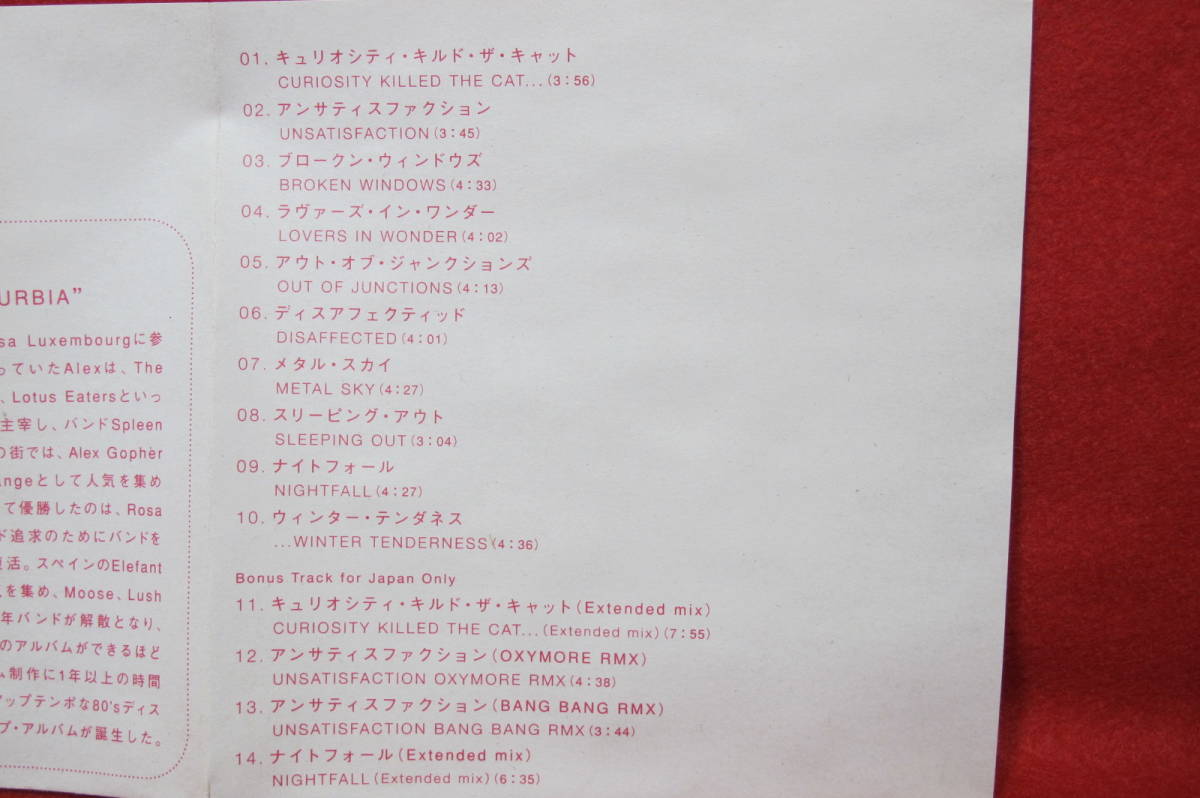 URBIA”
sa Luxembourgに参
っていたAlexは、The
、Lotus Eatersといっ
主宰し、バンドSpleen
の街では、Alex Gopher
Angeとして人気を集め
て優勝したのは、Rosa
ド追求のためにバンドを
復活。スペインのElefant
を集め、Moose、Lush
年バンドが解散となり、
のアルバムができるほど
ム制作に1年以上の時間
アップテンポな80'sディス
プ・アルバムが誕生した。
01. キュリオシティ・キルド・ザ・キャット
CURIOSITY KILLED THE CAT...(3:56)
02. アンサティスファクション
UNSATISFACTION(3:45)
03. ブロークン・ウィンドウズ
BROKEN WINDOWS(4:33)
04. ラヴァーズ・イン・ワンダー
LOVERS IN WONDER(4:02)
05. アウト・オブ・ジャンクションズ
OUT OF JUNCTIONS(4:13)
06. ディスアフェクティッド
DISAFFECTED(4:01)
07. メタル・スカイ
METAL SKY(4:27)
08. スリーピング・アウト
SLEEPING OUT(3:04)
09. ナイトフォール
NIGHTFALL(4:27)
10. ウィンター・テンダネス
...WINTER TENDERNESS(4:36)
Bonus Track for Japan Only
11. キュリオシティ・キルド・ザ・キャット(Extended mix)
CURIOSITY KILLED THE CAT...(Extended mix)(7:55)
12. アンサティスファクション(OXYMORE RMX)
UNSATISFACTION OXYMORE RMX(4:38)
13. アンサティスファクション(BANG BANG RMX)
UNSATISFACTION BANG BANG RMX(3:44)
14. ナイトフォール(Extended mix)
NIGHTFALL(Extended mix)(6:35)